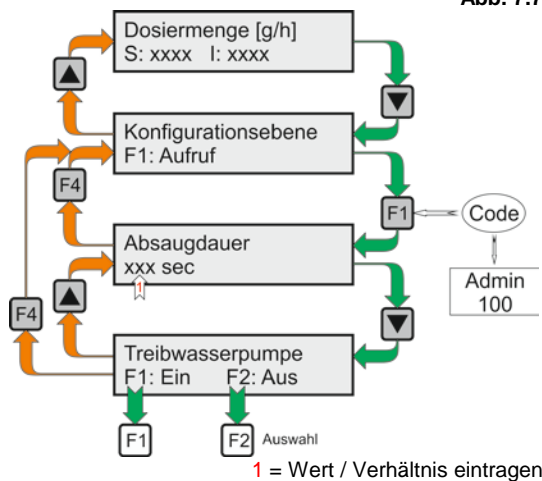 Abb. 7.7
Dosiermenge [g/h]
S: xxxx I: xxxx
Konfigurationsebene
F1: Aufruf
F4
F1
Code
Absaugdauer
xxx sec
1
Admin
100
F4
Treibwasserpumpe
F1: Ein F2: Aus
F1
F2
Auswahl
1 = Wert / Verhältnis eintragen